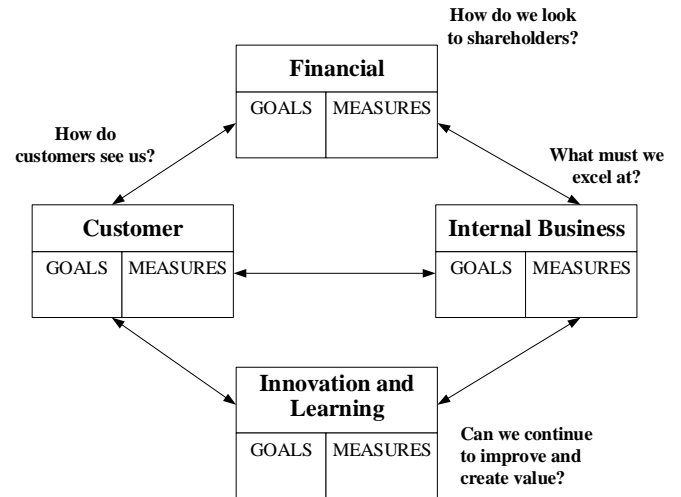 How do we look
to shareholders?
Financial
GOALS MEASURES
How do
customers see us?
What must we
excel at?
Customer
GOALS MEASURES
Internal Business
GOALS MEASURES
Innovation and
Learning
GOALS MEASURES
Can we continue
to improve and
create value?